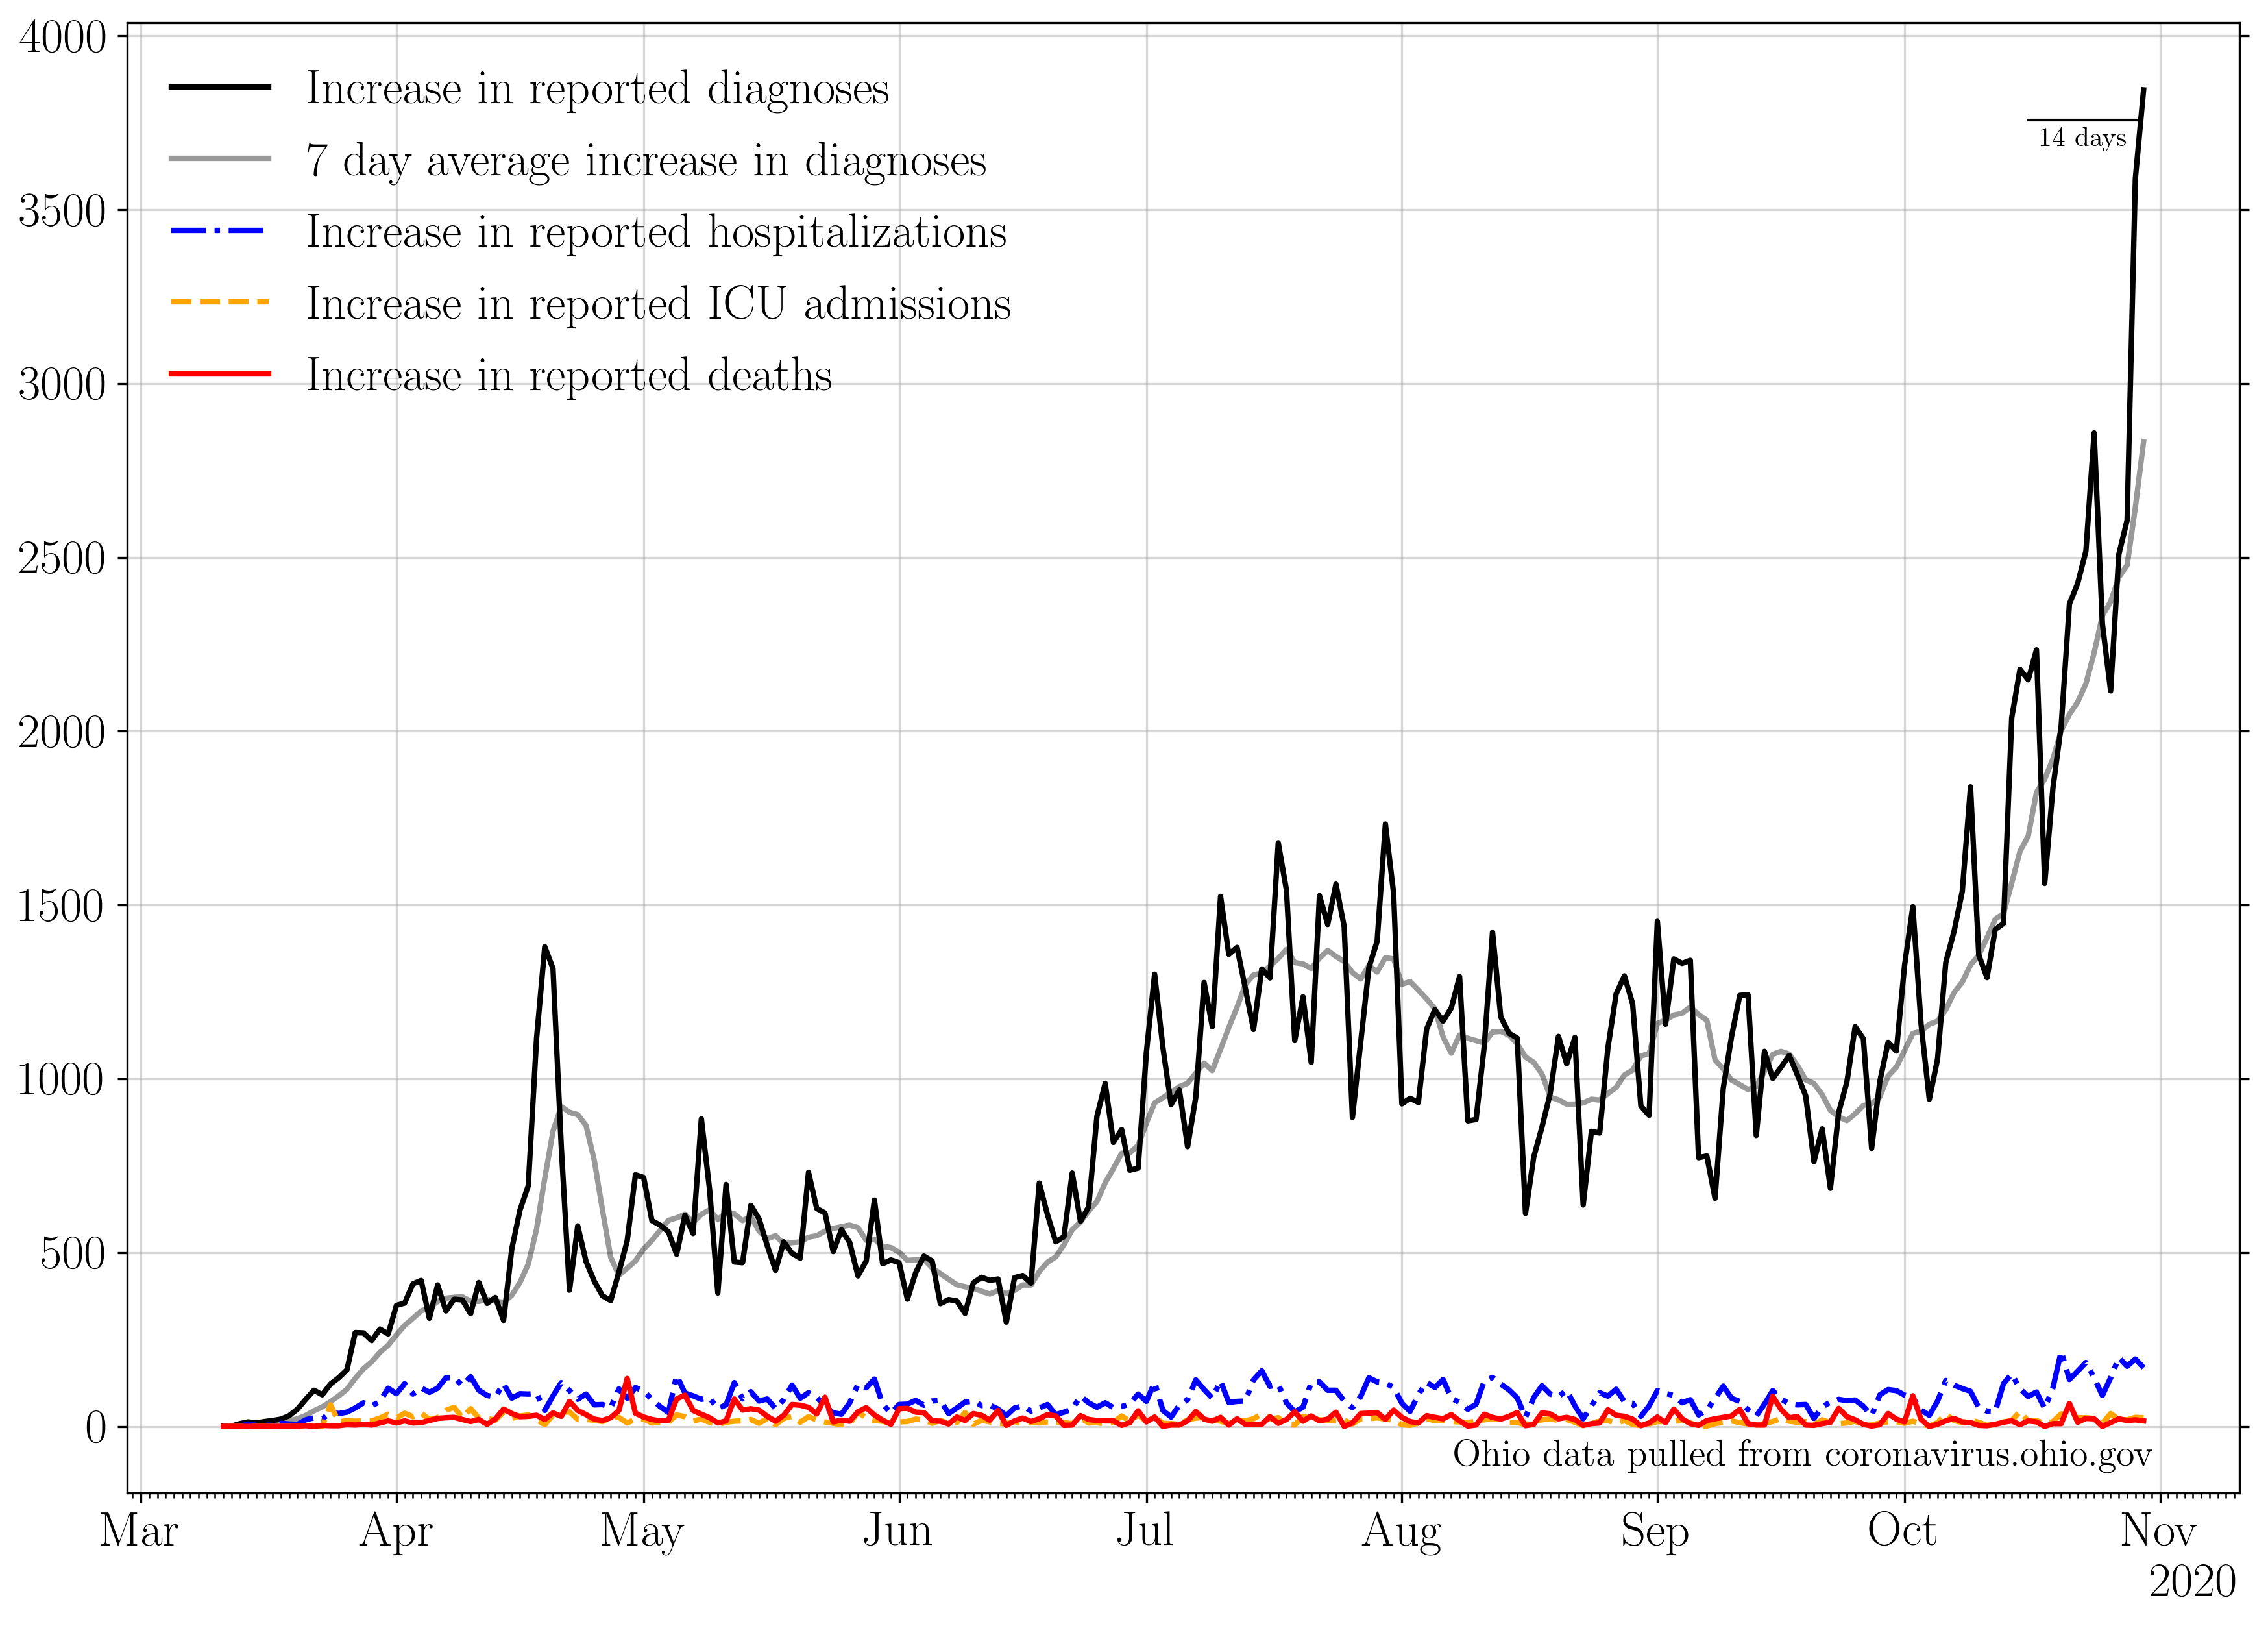 4000
3500
3000
2500
2000
1500
1000
500
0
Increase in reported diagnoses
7 day average increase in diagnoses
Increase in reported hospitalizations
Increase in reported ICU admissions
Increase in reported deaths
14 days
Ohio data pulled from coronavirus.ohio.gov
Mar Apr May Jun Jul Aug Sep Oct Nov
2020